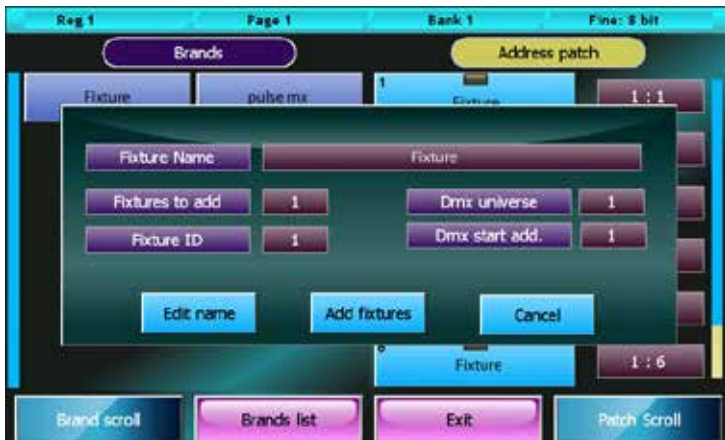 Reg 1 Page 1 Bank 1 Fine: 8 bit
Brands Address patch
Fixture pulse mx 1 Fixture 1 : 1
Fixture Name Fixture
Fixtures to add 1 Dmx universe 1
Fixture ID 1 Dmx start add. 1
Edit name Add fixtures Cancel
6 Fixture 1 : 6
Brand scroll Brands list Exit Patch Scroll